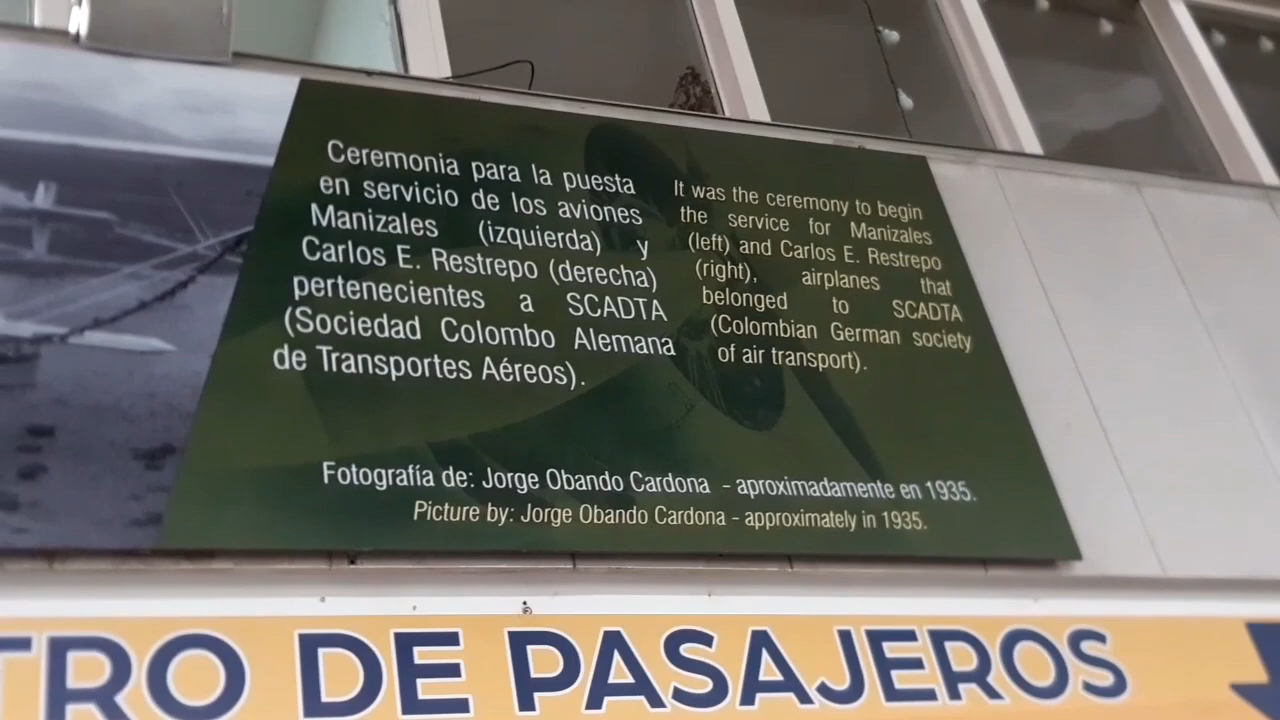 Ceremonia para la puesta
en servicio de los aviones
Manizales (izquierda) y
Carlos E. Restrepo (derecha)
pertenecientes a SCADTA
(Sociedad Colombo Alemana
de Transportes Aéreos).
It was the ceremony to begin
the service for Manizales
(left) and Carlos E. Restrepo
(right), airplanes that
belonged to SCADTA
(Colombian German society
of air transport).
Fotografía de: Jorge Obando Cardona - aproximadamente en 1935.
Picture by: Jorge Obando Cardona - approximately in 1935.
DE PASAJEROS